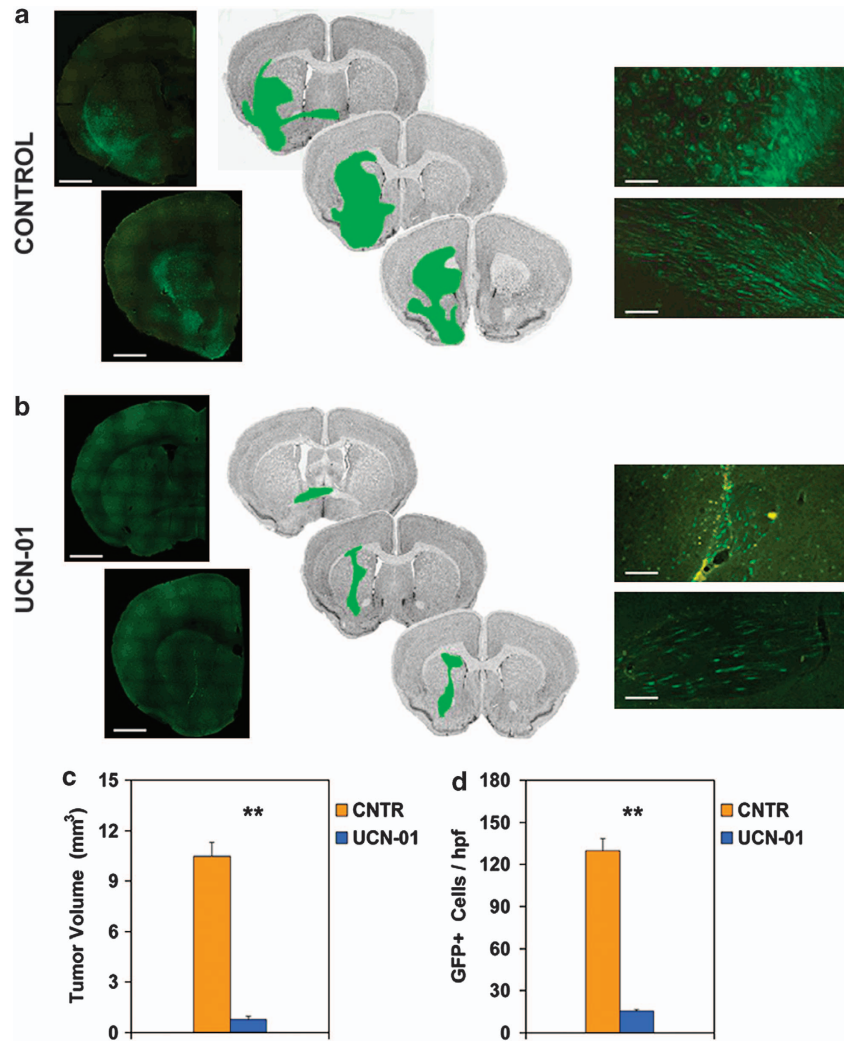 a
CONTROL
b
UCN-01
c
15
12
9
6
3
0
Tumor Volume (mm³)
**
CNTR
UCN-01
d
180
150
120
90
60
30
0
GFP+ Cells / hpf
**
CNTR
UCN-01